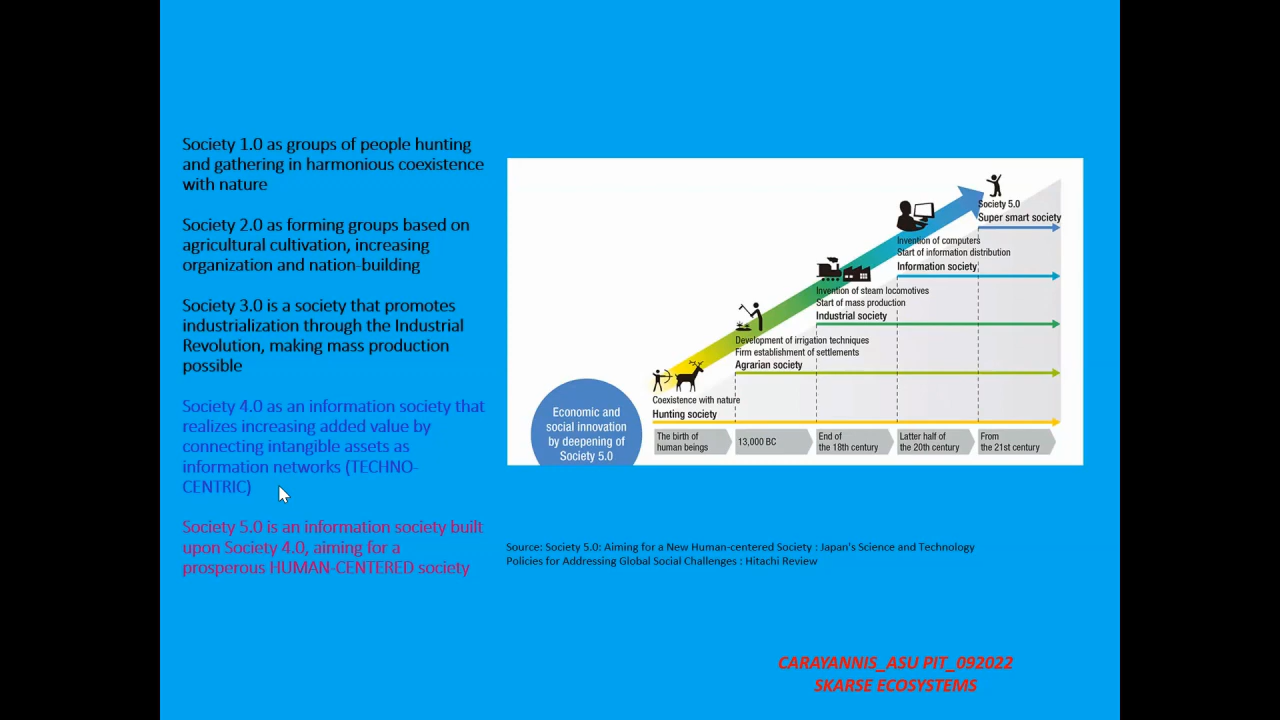 Society 1.0 as groups of people hunting
and gathering in harmonious coexistence
with nature
Society 2.0 as forming groups based on
agricultural cultivation, increasing
organization and nation-building
Society 3.0 is a society that promotes
industrialization through the Industrial
Revolution, making mass production
possible
Society 4.0 as an information society that
realizes increasing added value by
connecting intangible assets as
information networks (TECHNO-
CENTRIC)
Society 5.0 is an information society built
upon Society 4.0, aiming for a
prosperous HUMAN-CENTERED society
Society 5.0
Super smart society
Invention of computers
Start of information distribution
Information society
Invention of steam locomotives
Start of mass production
Industrial society
Development of irrigation techniques
Firm establishment of settlements
Agrarian society
Coexistence with nature
Hunting society
Economic and
social innovation
by deepening of
Society 5.0
The birth of
human beings
13,000 BC
End of
the 18th century
Latter half of
the 20th century
From
the 21st century
Source: Society 5.0: Aiming for a New Human-centered Society : Japan's Science and Technology
Policies for Addressing Global Social Challenges : Hitachi Review
CARAYANNIS_ASU PIT_092022
SKARSE ECOSYSTEMS